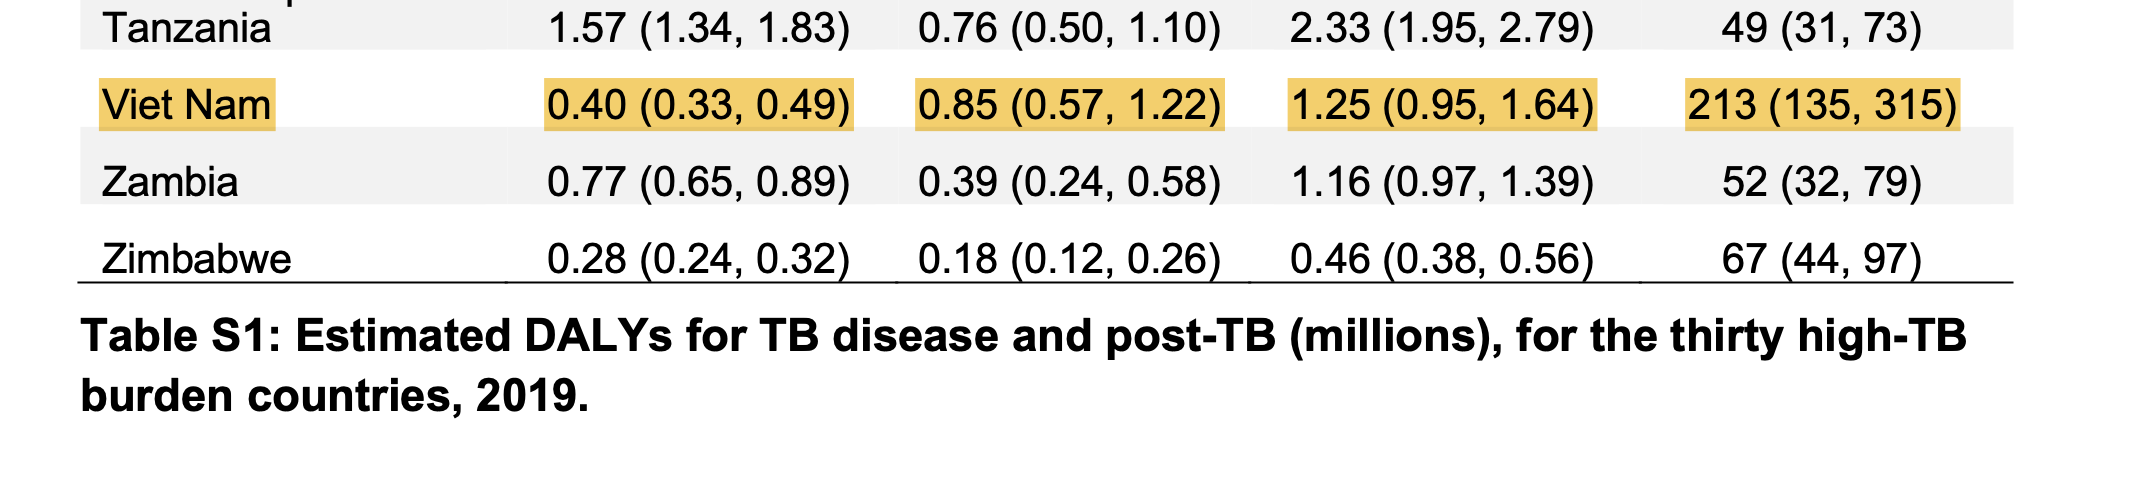 Tanzania 1.57 (1.34, 1.83) 0.76 (0.50, 1.10) 2.33 (1.95, 2.79) 49 (31, 73)
Viet Nam 0.40 (0.33, 0.49) 0.85 (0.57, 1.22) 1.25 (0.95, 1.64) 213 (135, 315)
Zambia 0.77 (0.65, 0.89) 0.39 (0.24, 0.58) 1.16 (0.97, 1.39) 52 (32, 79)
Zimbabwe 0.28 (0.24, 0.32) 0.18 (0.12, 0.26) 0.46 (0.38, 0.56) 67 (44, 97)
Table S1: Estimated DALYs for TB disease and post-TB (millions), for the thirty high-TB
burden countries, 2019.